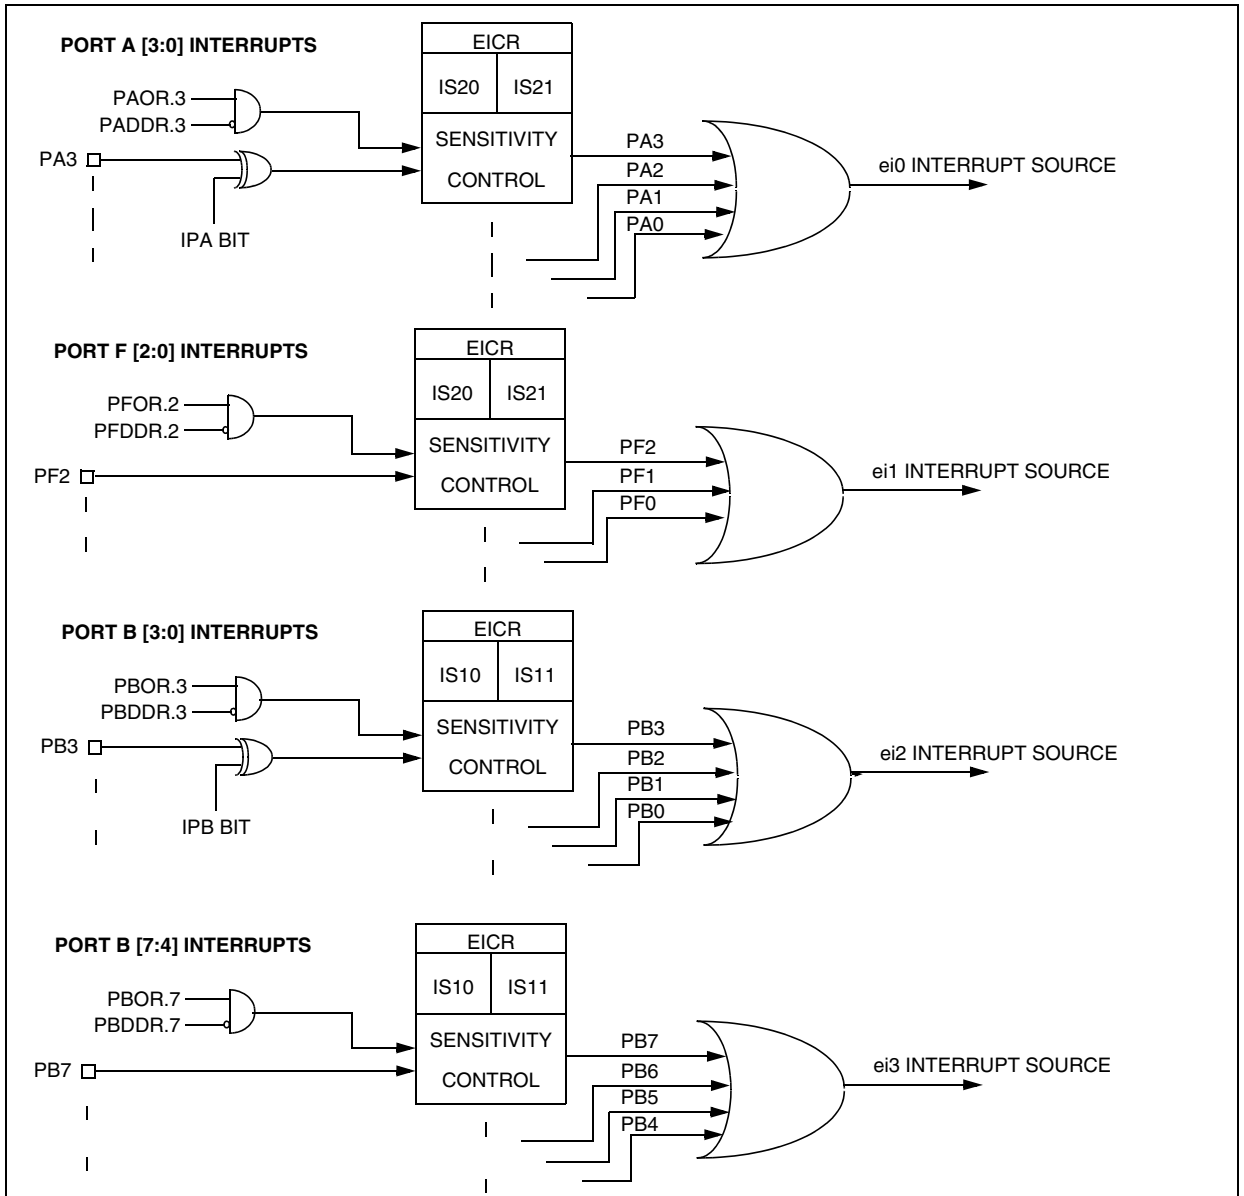 PORT A [3:0] INTERRUPTS
EICR
IS20 IS21
PAOR.3
PADDR.3
SENSITIVITY
CONTROL
PA3
IPA BIT
PA3
PA2
PA1
PA0
ei0 INTERRUPT SOURCE
PORT F [2:0] INTERRUPTS
EICR
IS20 IS21
PFOR.2
PFDDR.2
SENSITIVITY
CONTROL
PF2
PF2
PF1
PF0
ei1 INTERRUPT SOURCE
PORT B [3:0] INTERRUPTS
EICR
IS10 IS11
PBOR.3
PBDDR.3
SENSITIVITY
CONTROL
PB3
IPB BIT
PB3
PB2
PB1
PB0
ei2 INTERRUPT SOURCE
PORT B [7:4] INTERRUPTS
EICR
IS10 IS11
PBOR.7
PBDDR.7
SENSITIVITY
CONTROL
PB7
PB7
PB6
PB5
PB4
ei3 INTERRUPT SOURCE